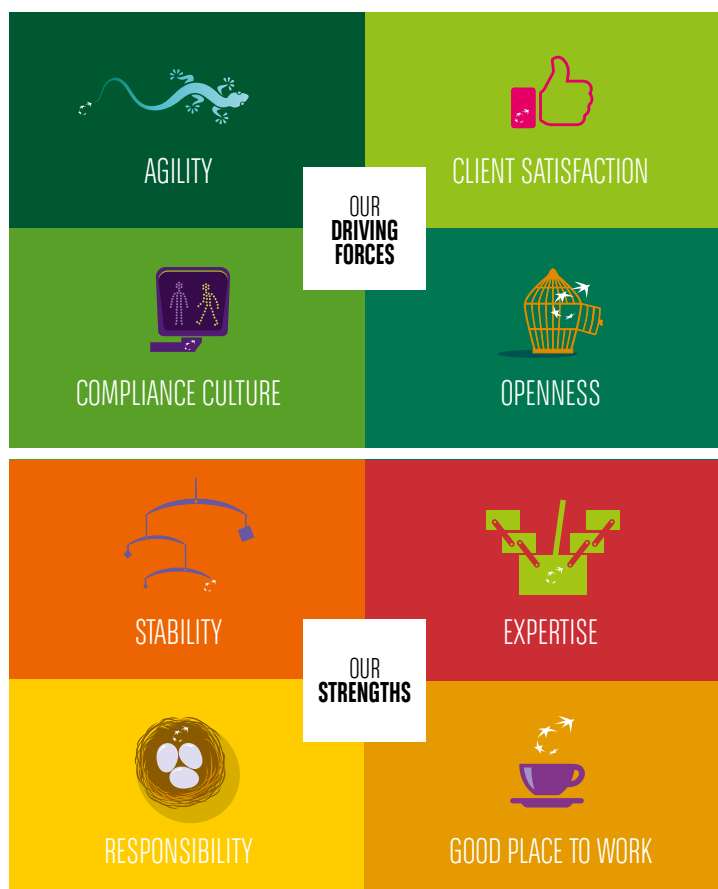 AGILITY
CLIENT SATISFACTION
OUR
DRIVING
FORCES
COMPLIANCE CULTURE
OPENNESS
STABILITY
EXPERTISE
OUR
STRENGTHS
RESPONSIBILITY
GOOD PLACE TO WORK